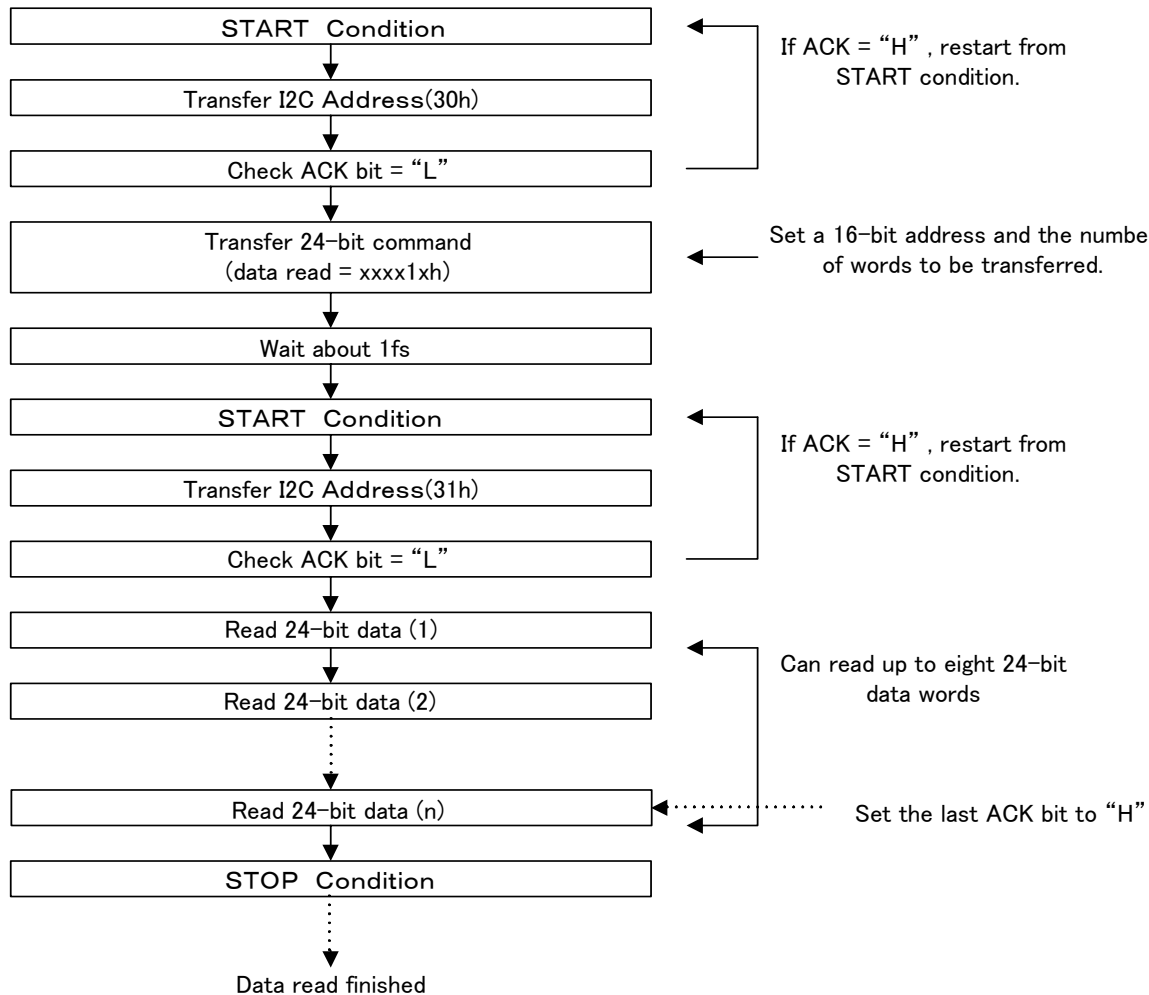 START Condition
If ACK = “H” , restart from
START condition.
Transfer I2C Address(30h)
Check ACK bit = “L”
Transfer 24-bit command
(data read = xxxx1xh)
Set a 16-bit address and the numbe
of words to be transferred.
Wait about 1fs
START Condition
If ACK = “H” , restart from
START condition.
Transfer I2C Address(31h)
Check ACK bit = “L”
Read 24-bit data (1)
Can read up to eight 24-bit
data words
Read 24-bit data (2)
Read 24-bit data (n)
Set the last ACK bit to “H”
STOP Condition
Data read finished